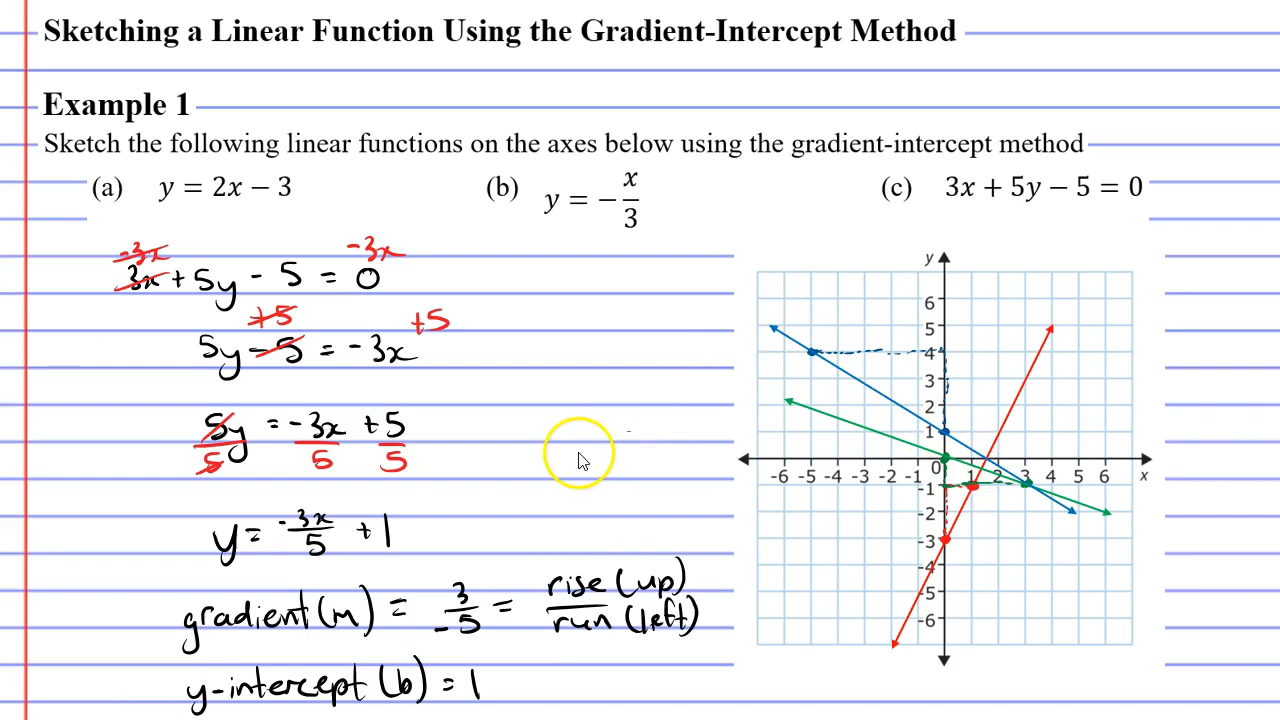 Sketching a Linear Function Using the Gradient-Intercept Method
Example 1
Sketch the following linear functions on the axes below using the gradient-intercept method
(a) y = 2x − 3 (b) y = −x/3 (c) 3x + 5y − 5 = 0
-3x -3x
3x + 5y - 5 = 0
+5 +5
5y - 5 = -3x
5y = -3x + 5
5 5 5
y = -3x/5 + 1
gradient (m) = 3/-5 = rise (up)/run (left)
y-intercept (b) = 1
y
6
5
4
3
2
1
0
-6 -5 -4 -3 -2 -1 1 2 3 4 5 6 x
-1
-2
-3
-4
-5
-6